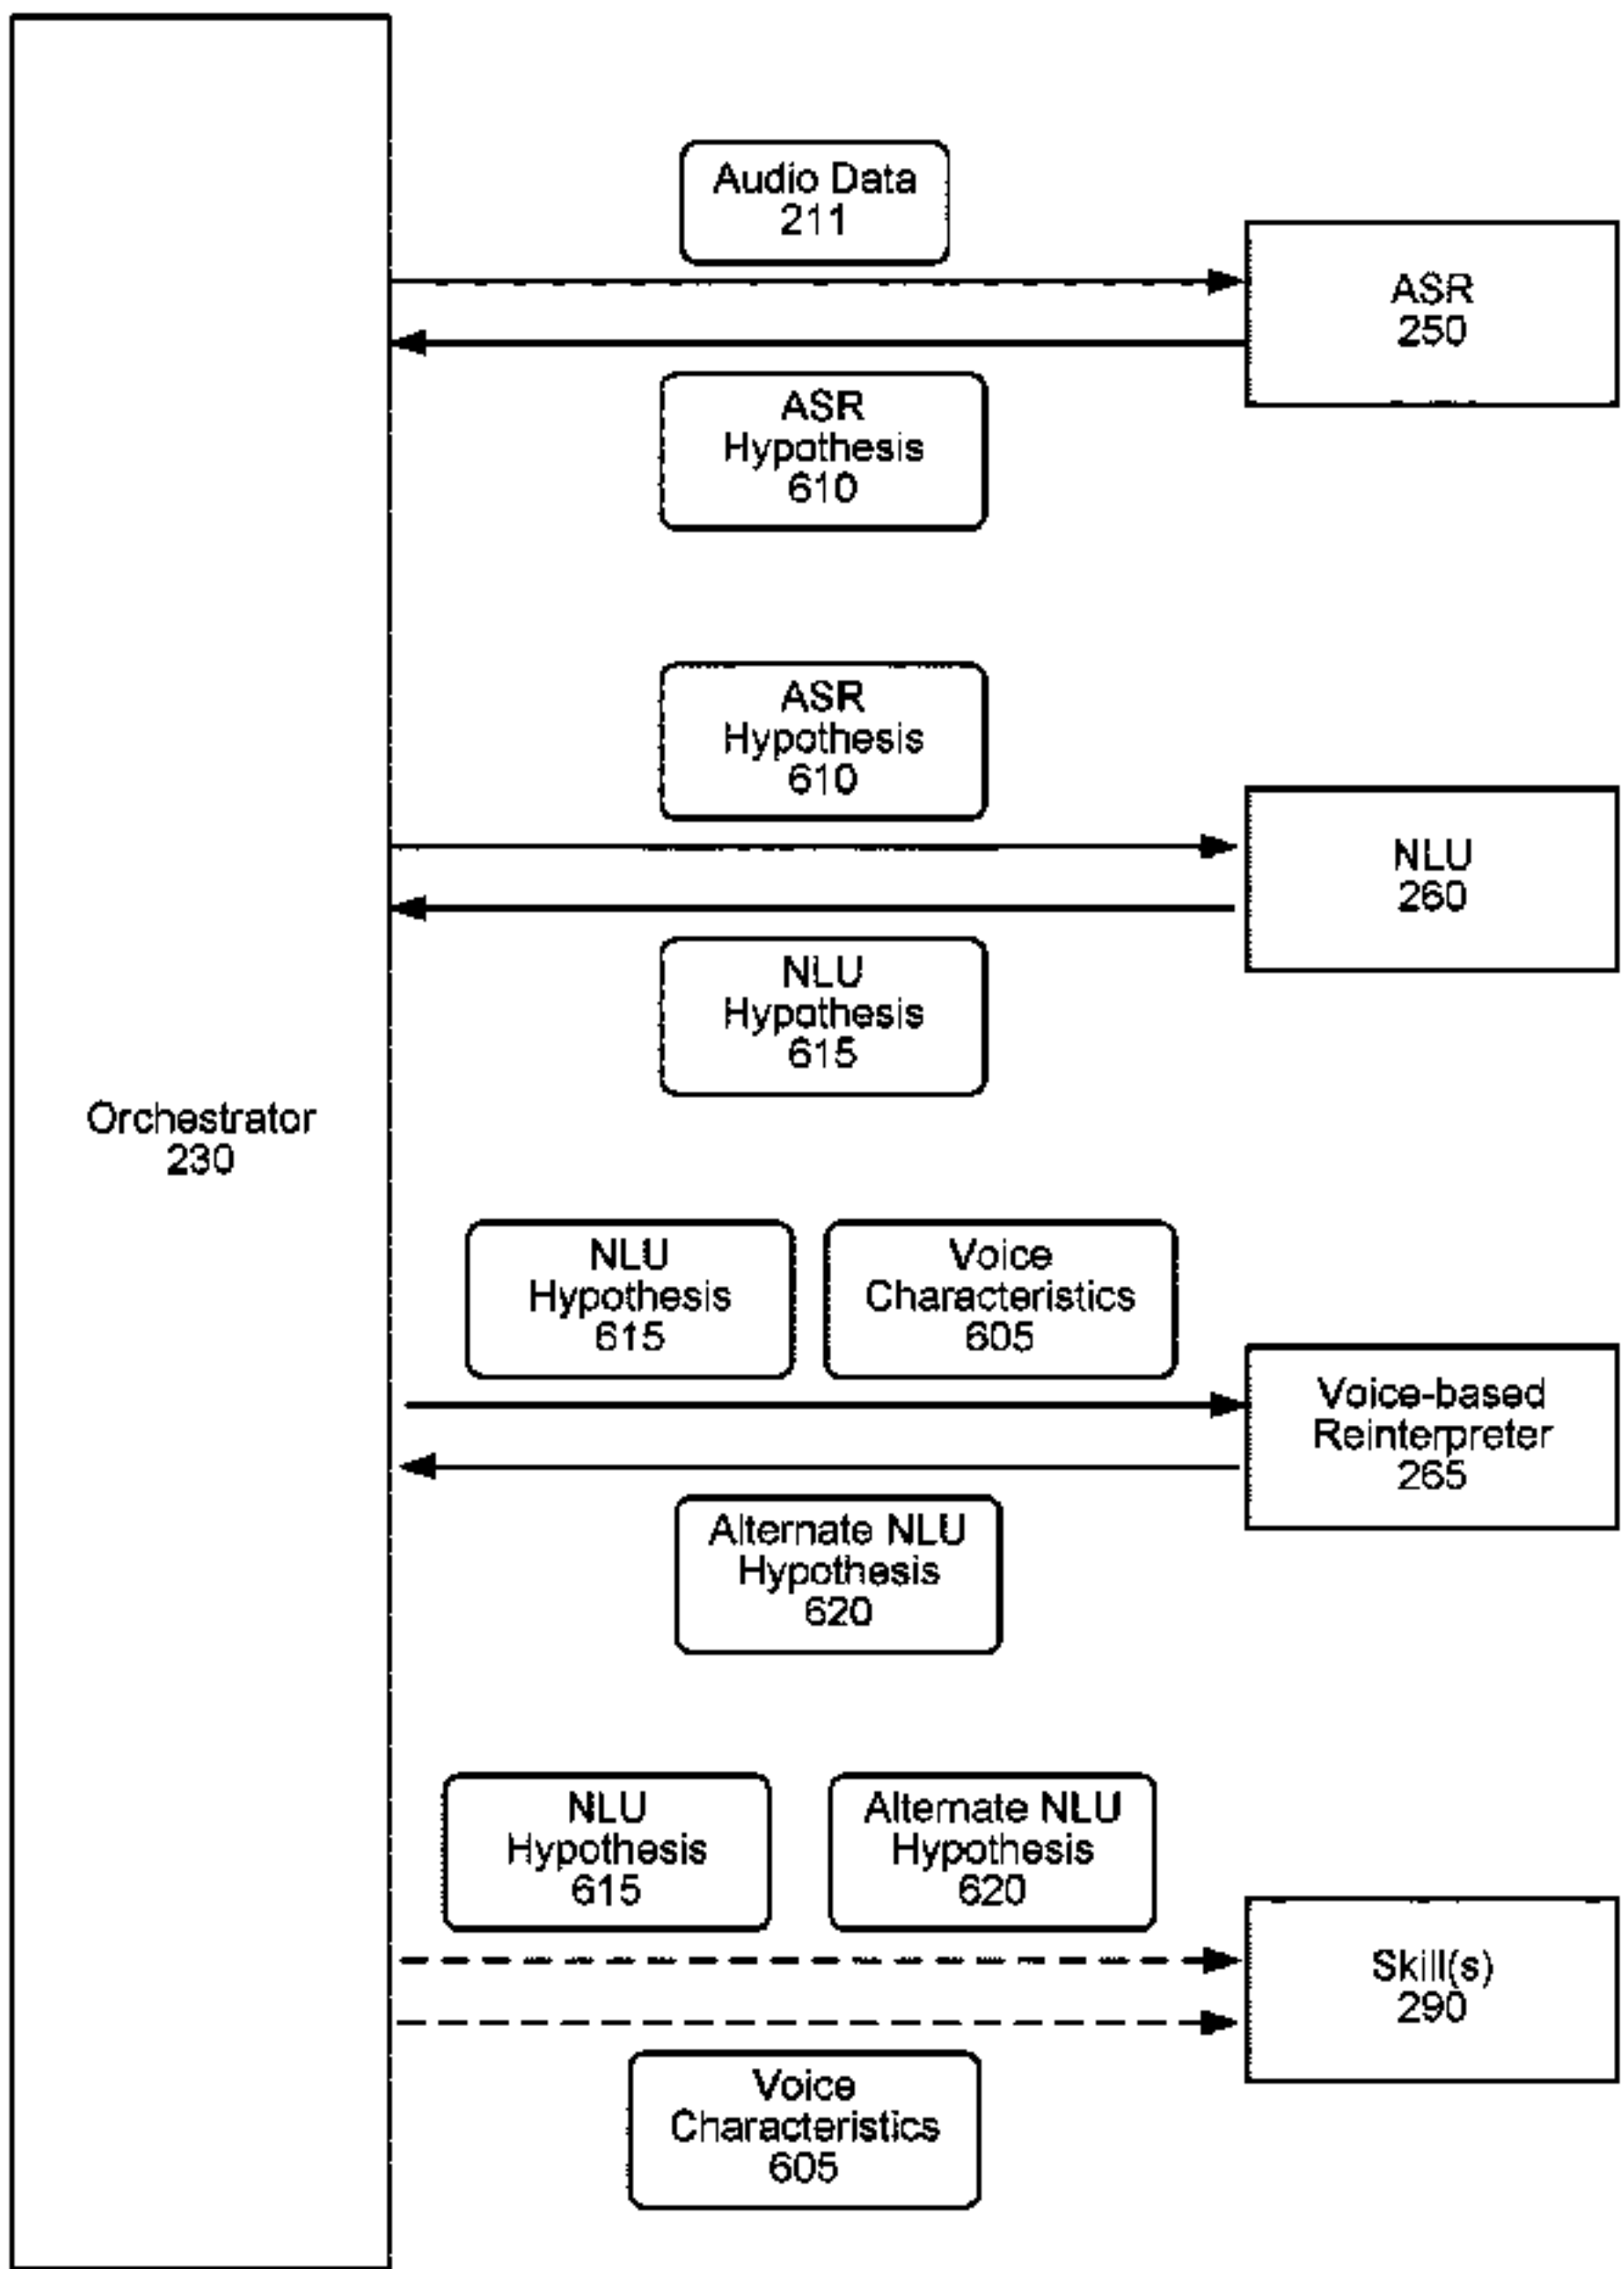 Audio Data
211
ASR
250
ASR
Hypothesis
610
ASR
Hypothesis
610
NLU
260
NLU
Hypothesis
615
Orchestrator
230
NLU
Hypothesis
615
Voice
Characteristics
605
Voice-based
Reinterpreter
265
Alternate NLU
Hypothesis
620
NLU
Hypothesis
615
Alternate NLU
Hypothesis
620
Skill(s)
290
Voice
Characteristics
605